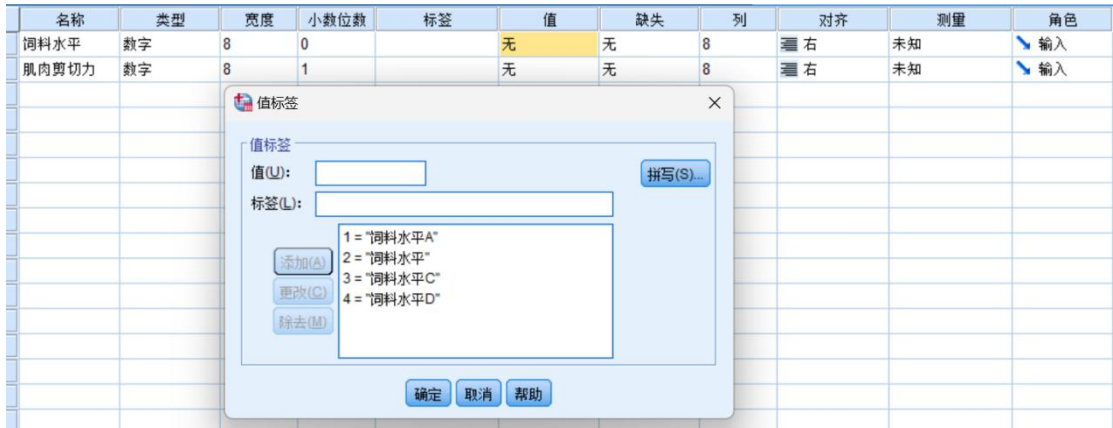 名称 类型 宽度 小数位数 标签 值 缺失 列 对齐 测量 角色
饲料水平 数字 8 0 无 无 8 右 未知 输入
肌肉剪切力 数字 8 1 无 无 8 右 未知 输入
值标签
值标签
值(U): 拼写(S)...
标签(L):
1 = "饲料水平A"
添加(A) 2 = "饲料水平"
更改(C) 3 = "饲料水平C"
4 = "饲料水平D"
除去(M)
确定 取消 帮助